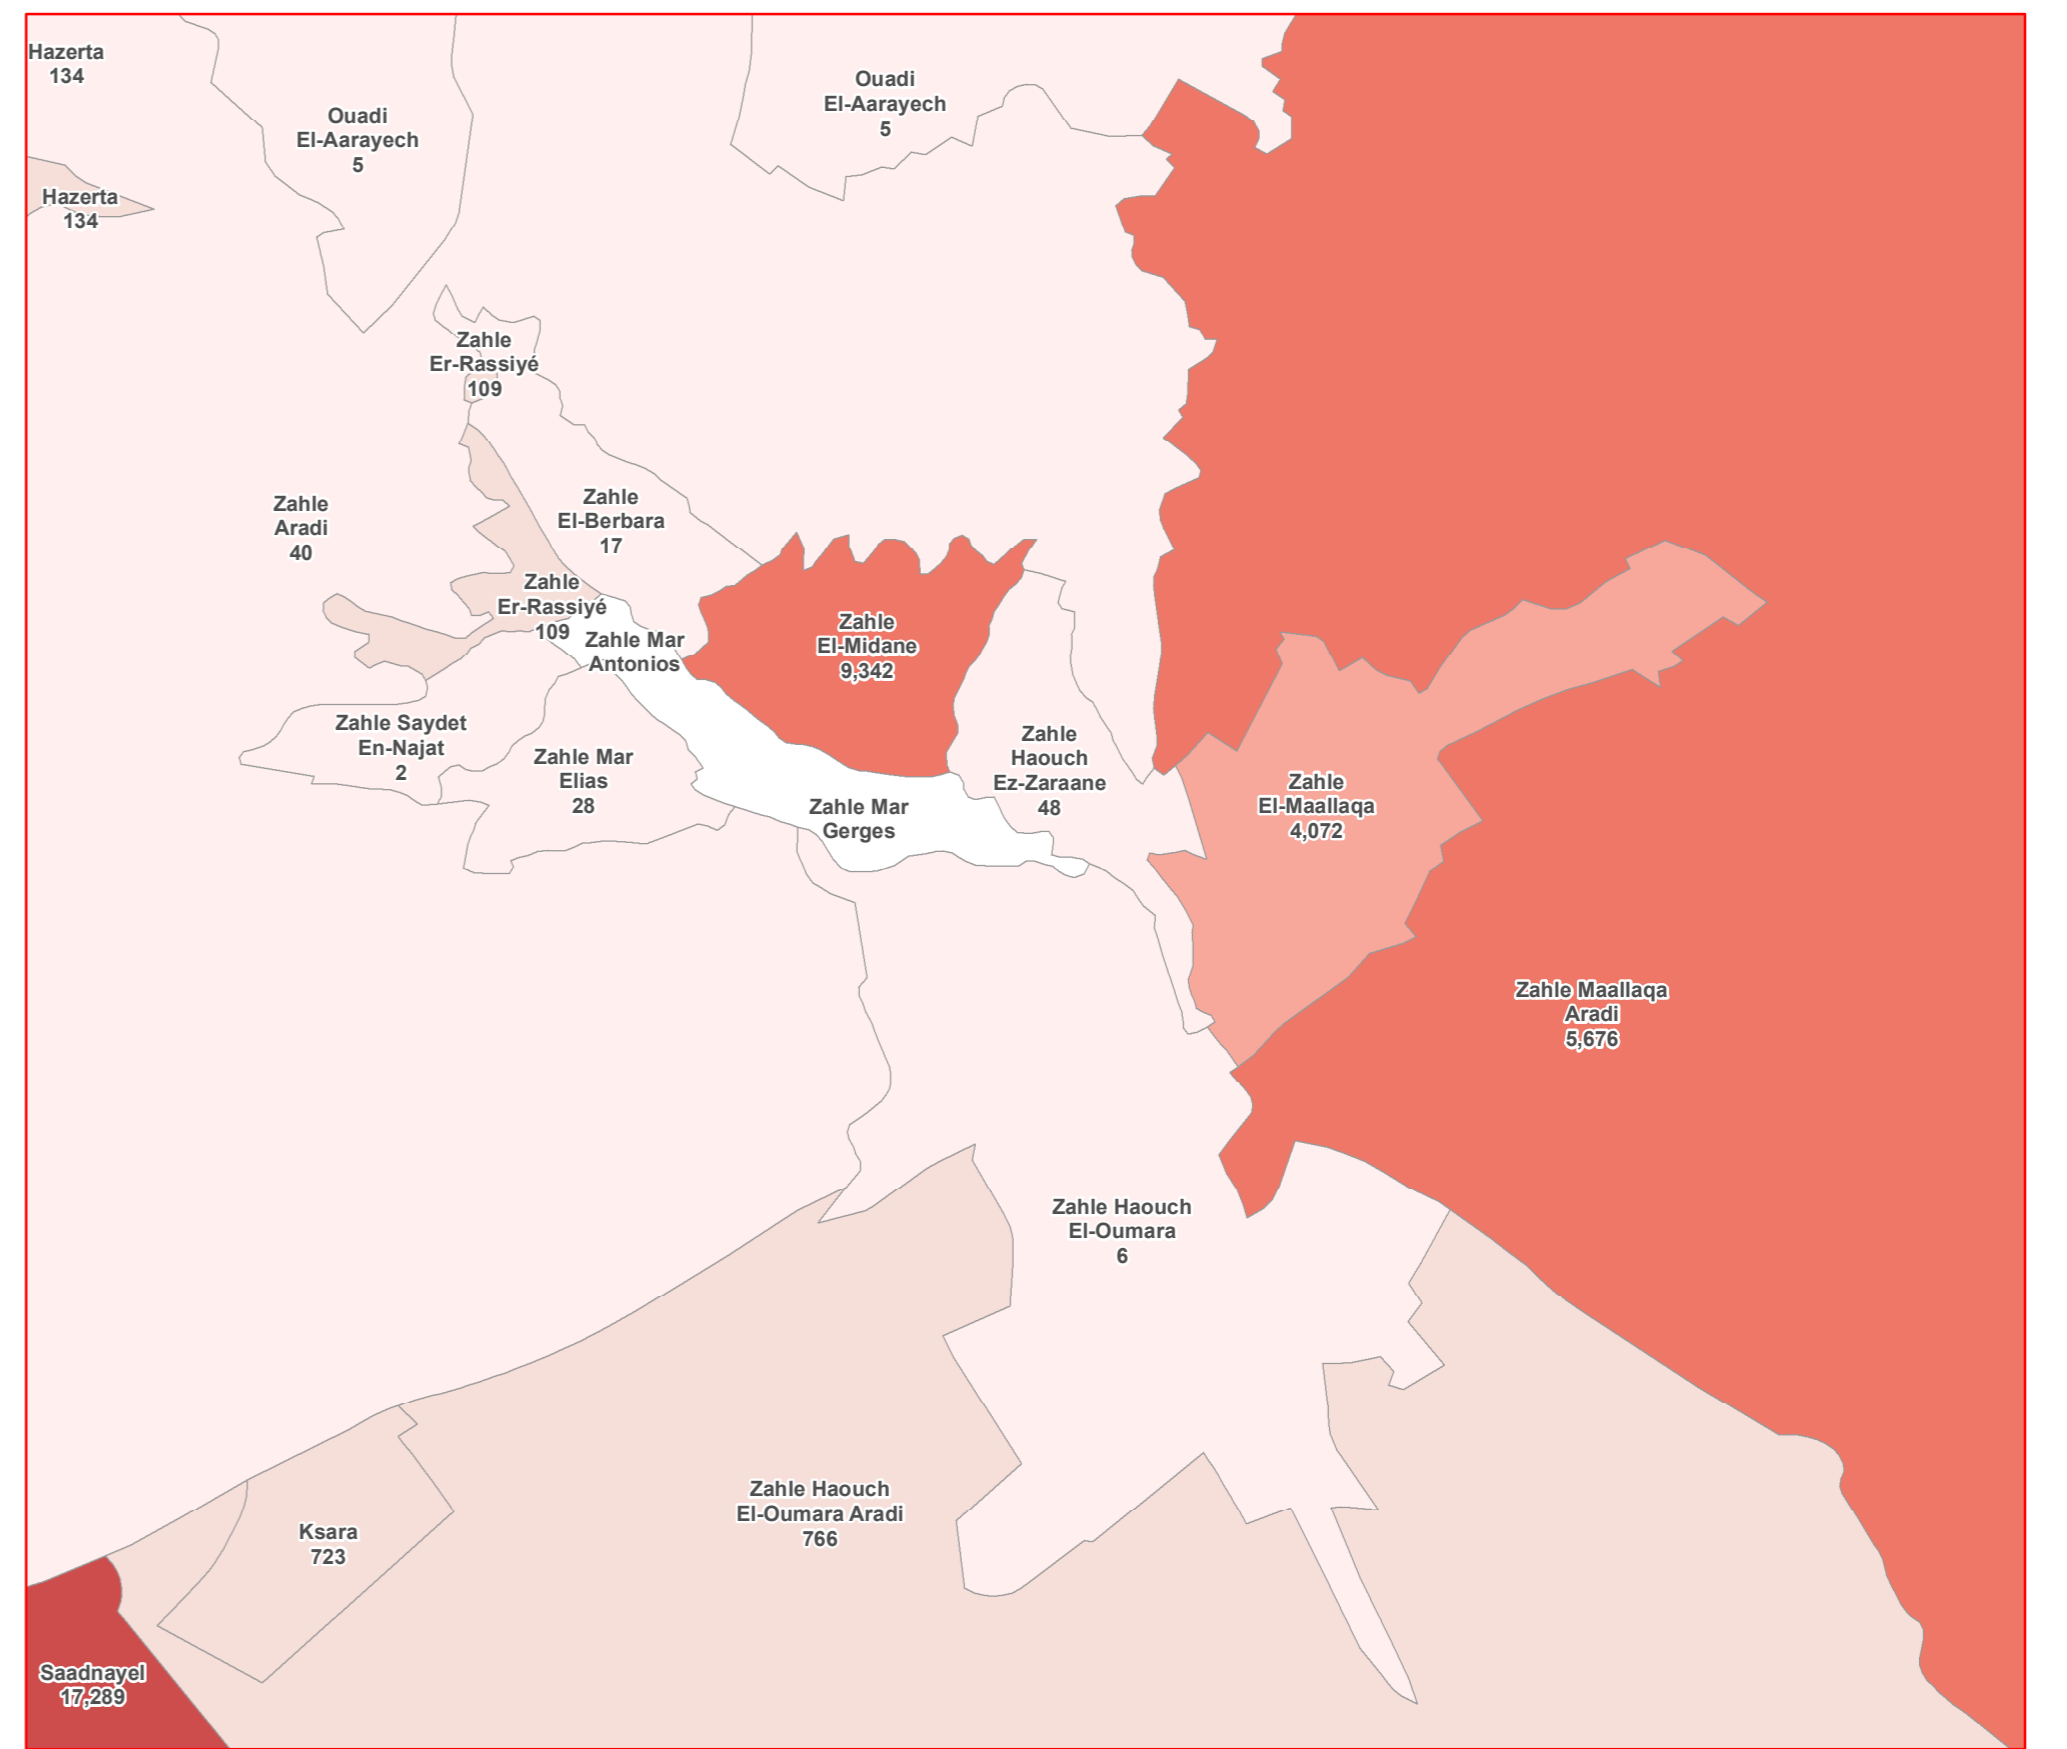 Hazerta
134
Ouadi
El-Aarayech
5
Ouadi
El-Aarayech
5
Hazerta
134
Zahle
Er-Rassiyé
109
Zahle
Aradi
40
Zahle
El-Berbara
17
Zahle
Er-Rassiyé
109
Zahle Mar
Antonios
Zahle
El-Midane
9,342
Zahle Saydet
En-Najat
2
Zahle Mar
Elias
28
Zahle Mar
Gerges
Zahle
Haouch
Ez-Zaraane
48
Zahle
El-Maallaqa
4,072
Zahle Maallaqa
Aradi
5,676
Zahle Haouch
El-Oumara
6
Zahle Haouch
El-Oumara Aradi
766
Ksara
723
Saadnayel
17,289